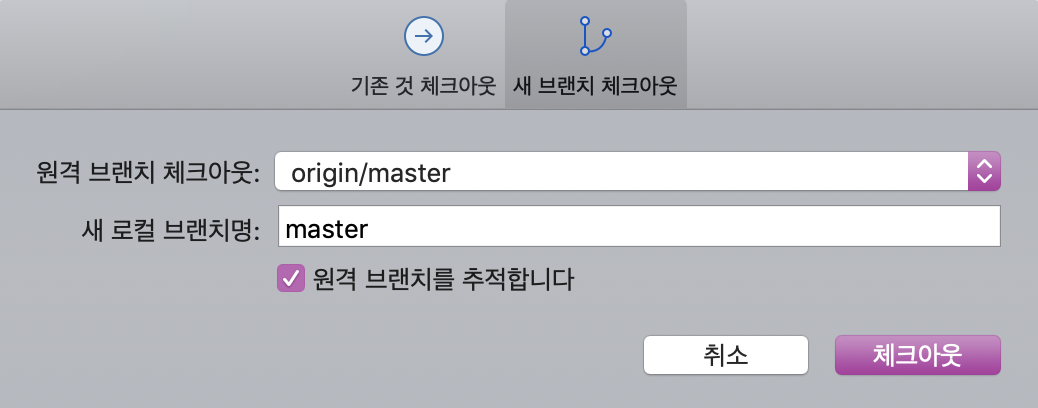 기존 것 체크아웃
새 브랜치 체크아웃
원격 브랜치 체크아웃: origin/master
새 로컬 브랜치명: master
원격 브랜치를 추적합니다
취소
체크아웃